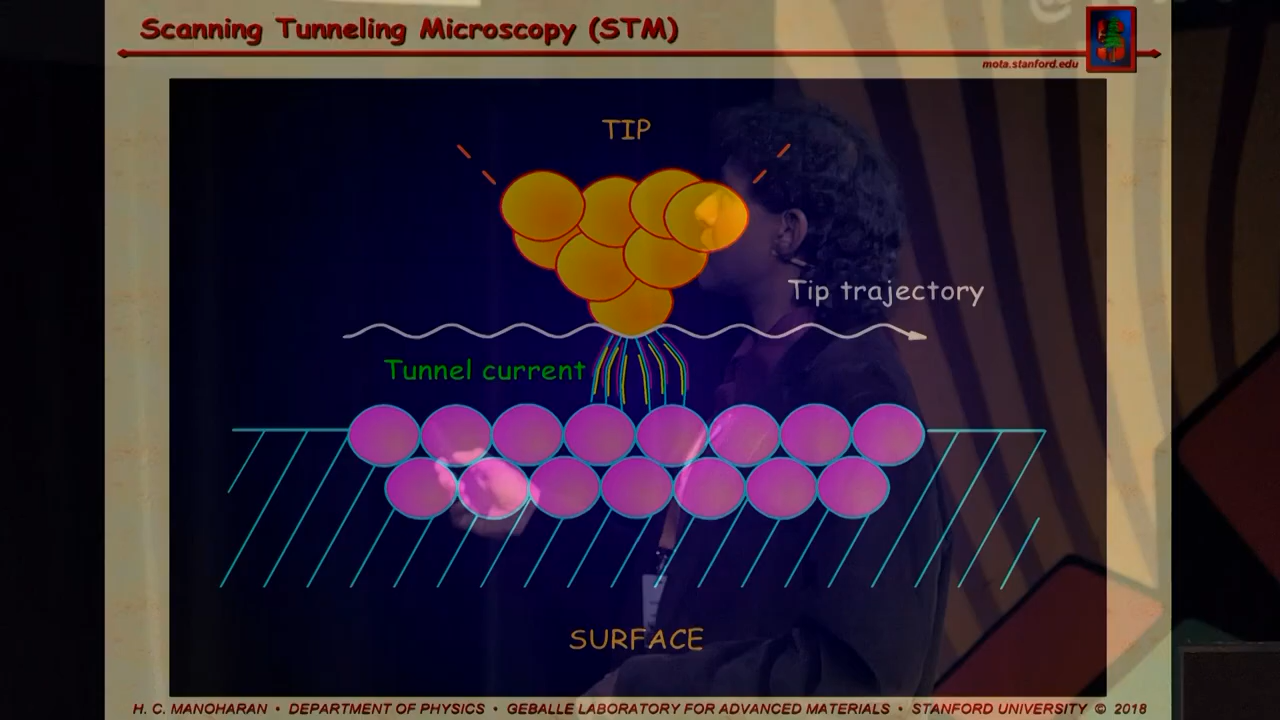 Scanning Tunneling Microscopy (STM)
mota.stanford.edu
TIP
Tip trajectory
Tunnel current
SURFACE
H. C. MANOHARAN • DEPARTMENT OF PHYSICS • GEBALLE LABORATORY FOR ADVANCED MATERIALS • STANFORD UNIVERSITY © 2018